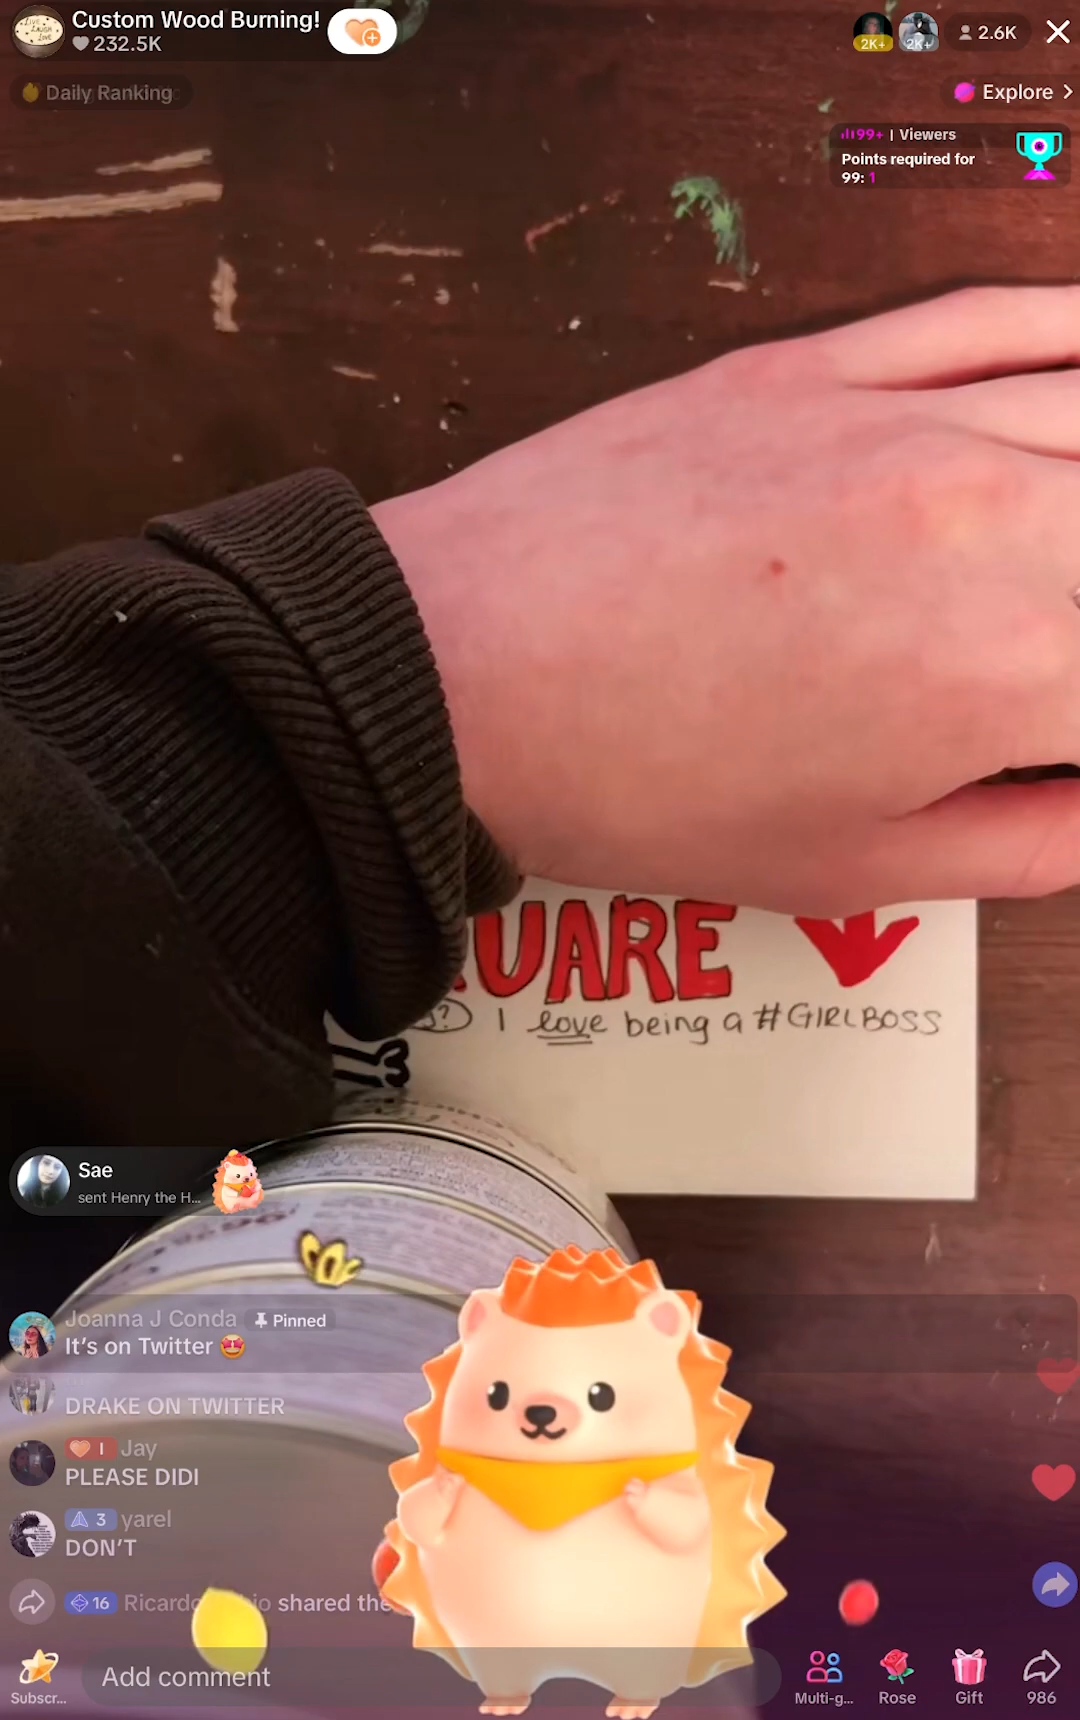 Custom Wood Burning!
232.5K
2K+
2K+
2.6K
Daily Ranking
Explore >
99+ | Viewers
Points required for
99: 1
UARE
I love being a #GIRLBOSS
Sae
sent Henry the H...
Joanna J Conda Pinned
It's on Twitter 🤩
DRAKE ON TWITTER
1 Jay
PLEASE DIDI
3 yarel
DON'T
16 Ricardo shared the
Add comment
Subscr...
Multi-g...
Rose
Gift
986